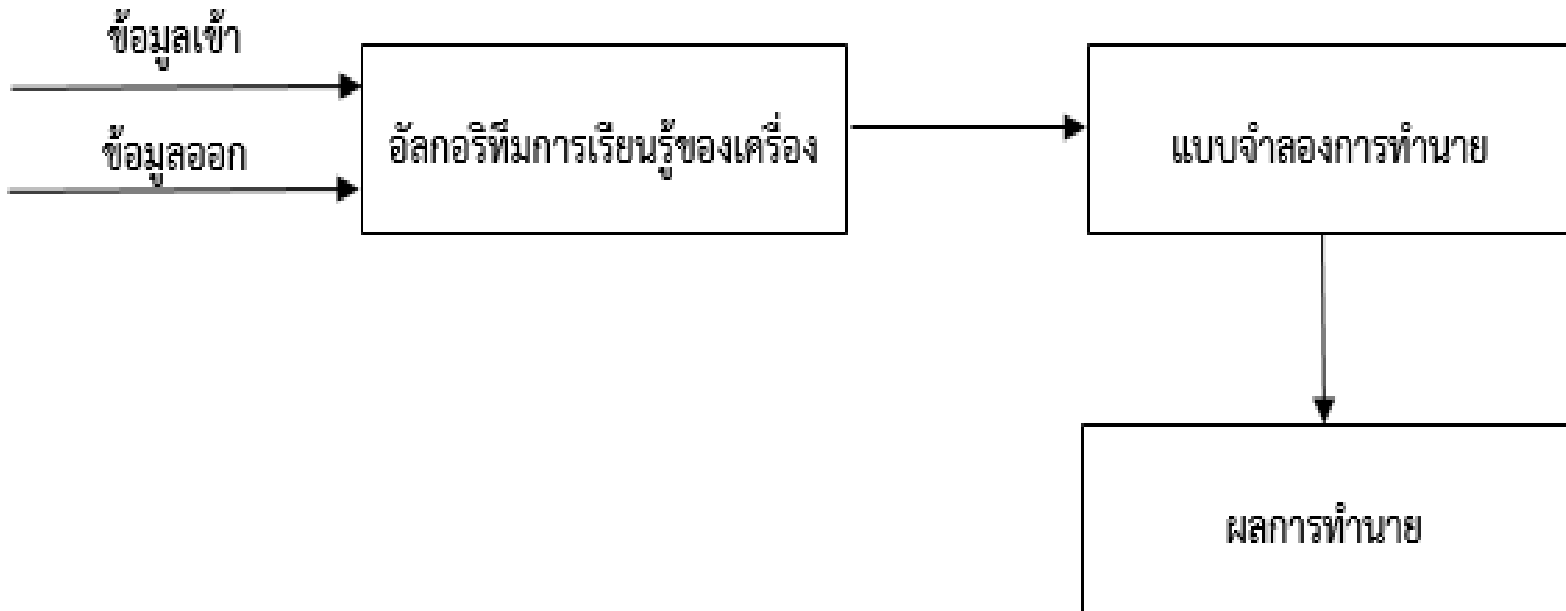 ข้อมูลเข้า
ข้อมูลออก
อัลกอริทึมการเรียนรู้ของเครื่อง
แบบจำลองการทำนาย
ผลการทำนาย